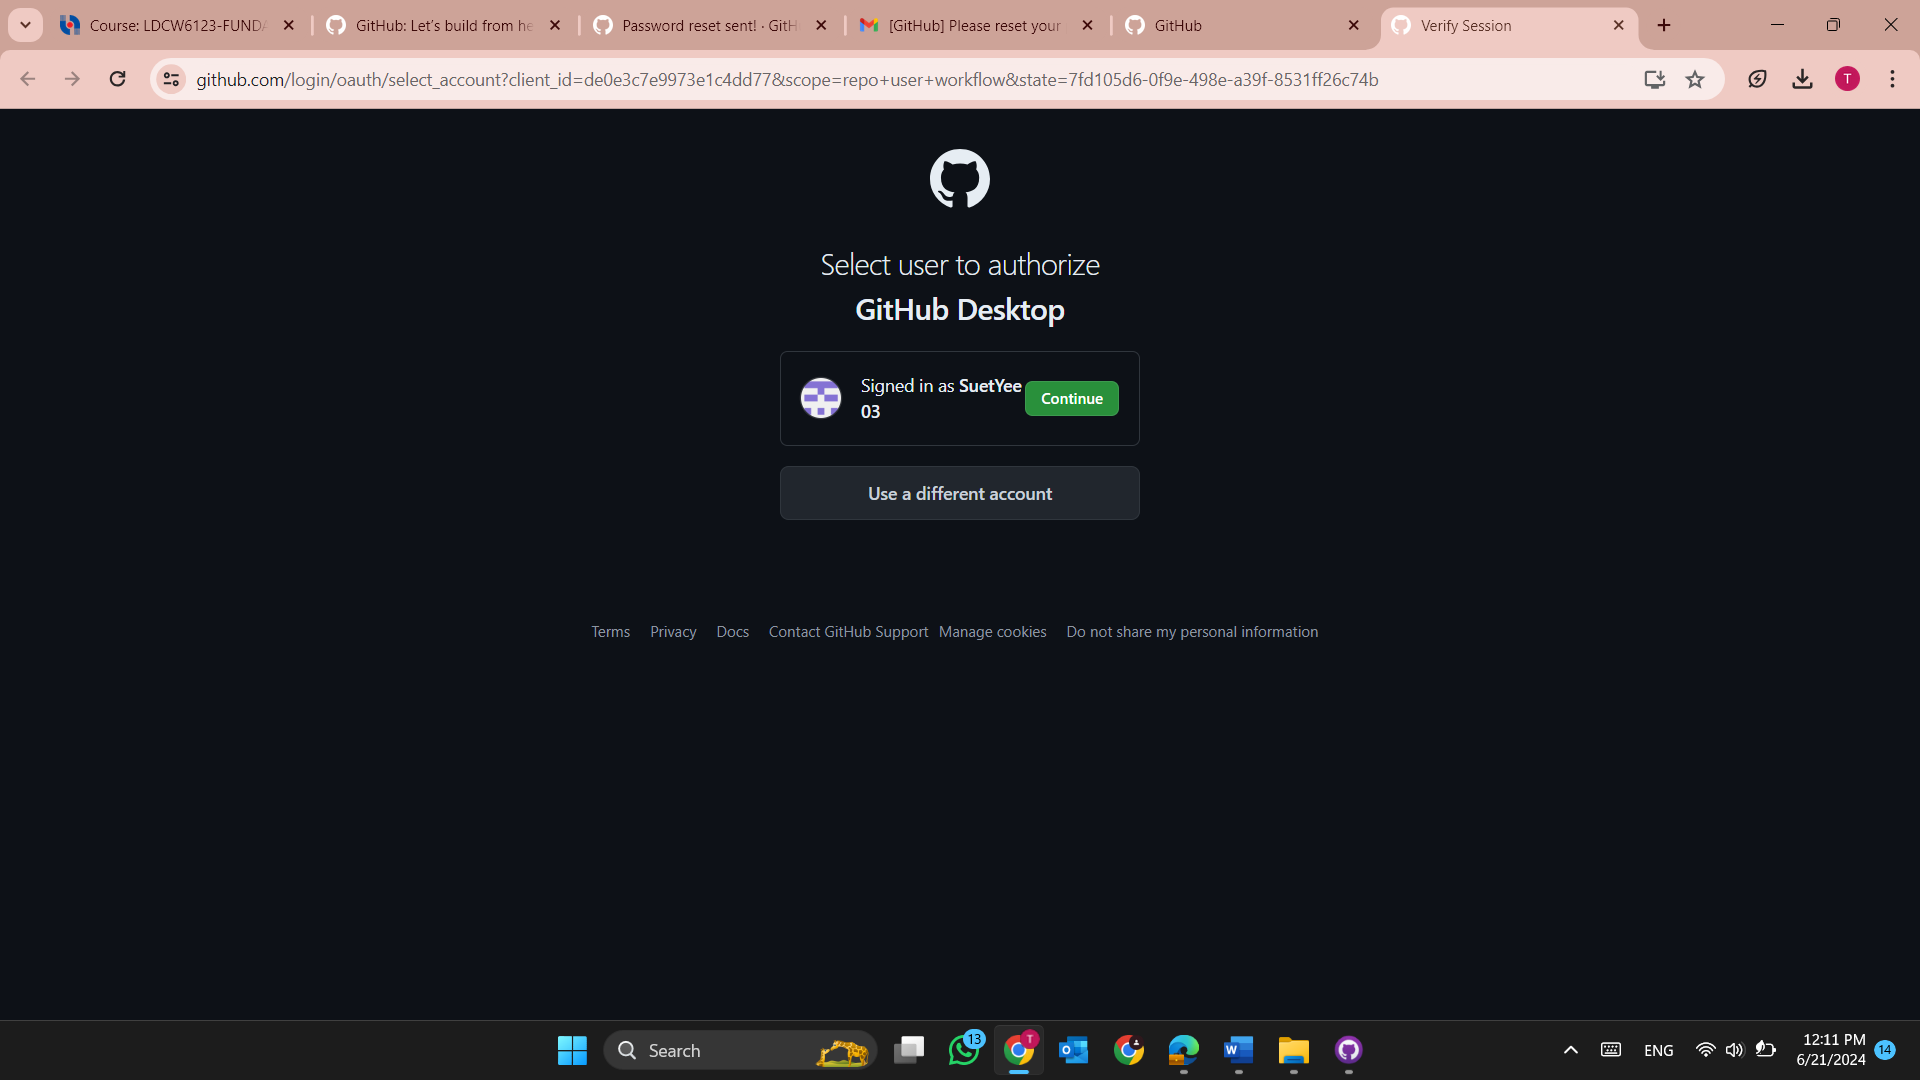 Course: LDCW6123-FUNDA
GitHub: Let's build from he
Password reset sent! · GitH
[GitHub] Please reset your
GitHub
Verify Session
github.com/login/oauth/select_account?client_id=de0e3c7e9973e1c4dd77&scope=repo+user+workflow&state=7fd105d6-0f9e-498e-a39f-8531ff26c74b
T
Select user to authorize
GitHub Desktop
Signed in as SuetYee
03
Continue
Use a different account
Terms Privacy Docs Contact GitHub Support Manage cookies Do not share my personal information
Search
13
T
ENG
12:11 PM
6/21/2024
14